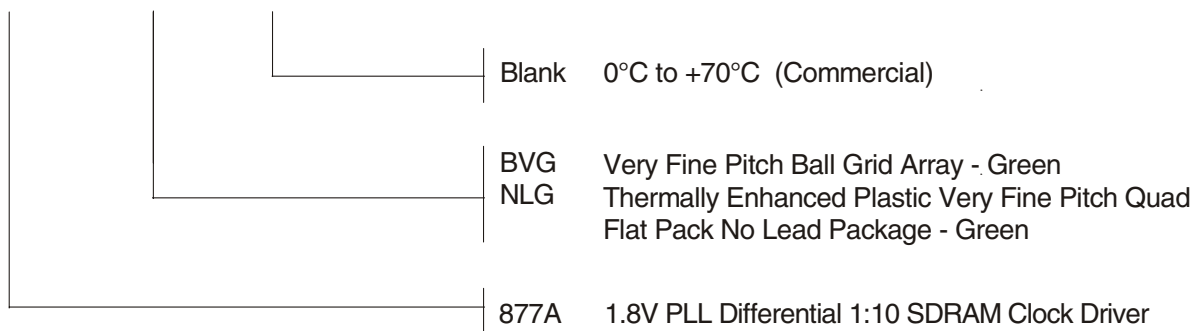 Blank 0°C to +70°C (Commercial)
BVG Very Fine Pitch Ball Grid Array - Green
NLG Thermally Enhanced Plastic Very Fine Pitch Quad
Flat Pack No Lead Package - Green
877A 1.8V PLL Differential 1:10 SDRAM Clock Driver